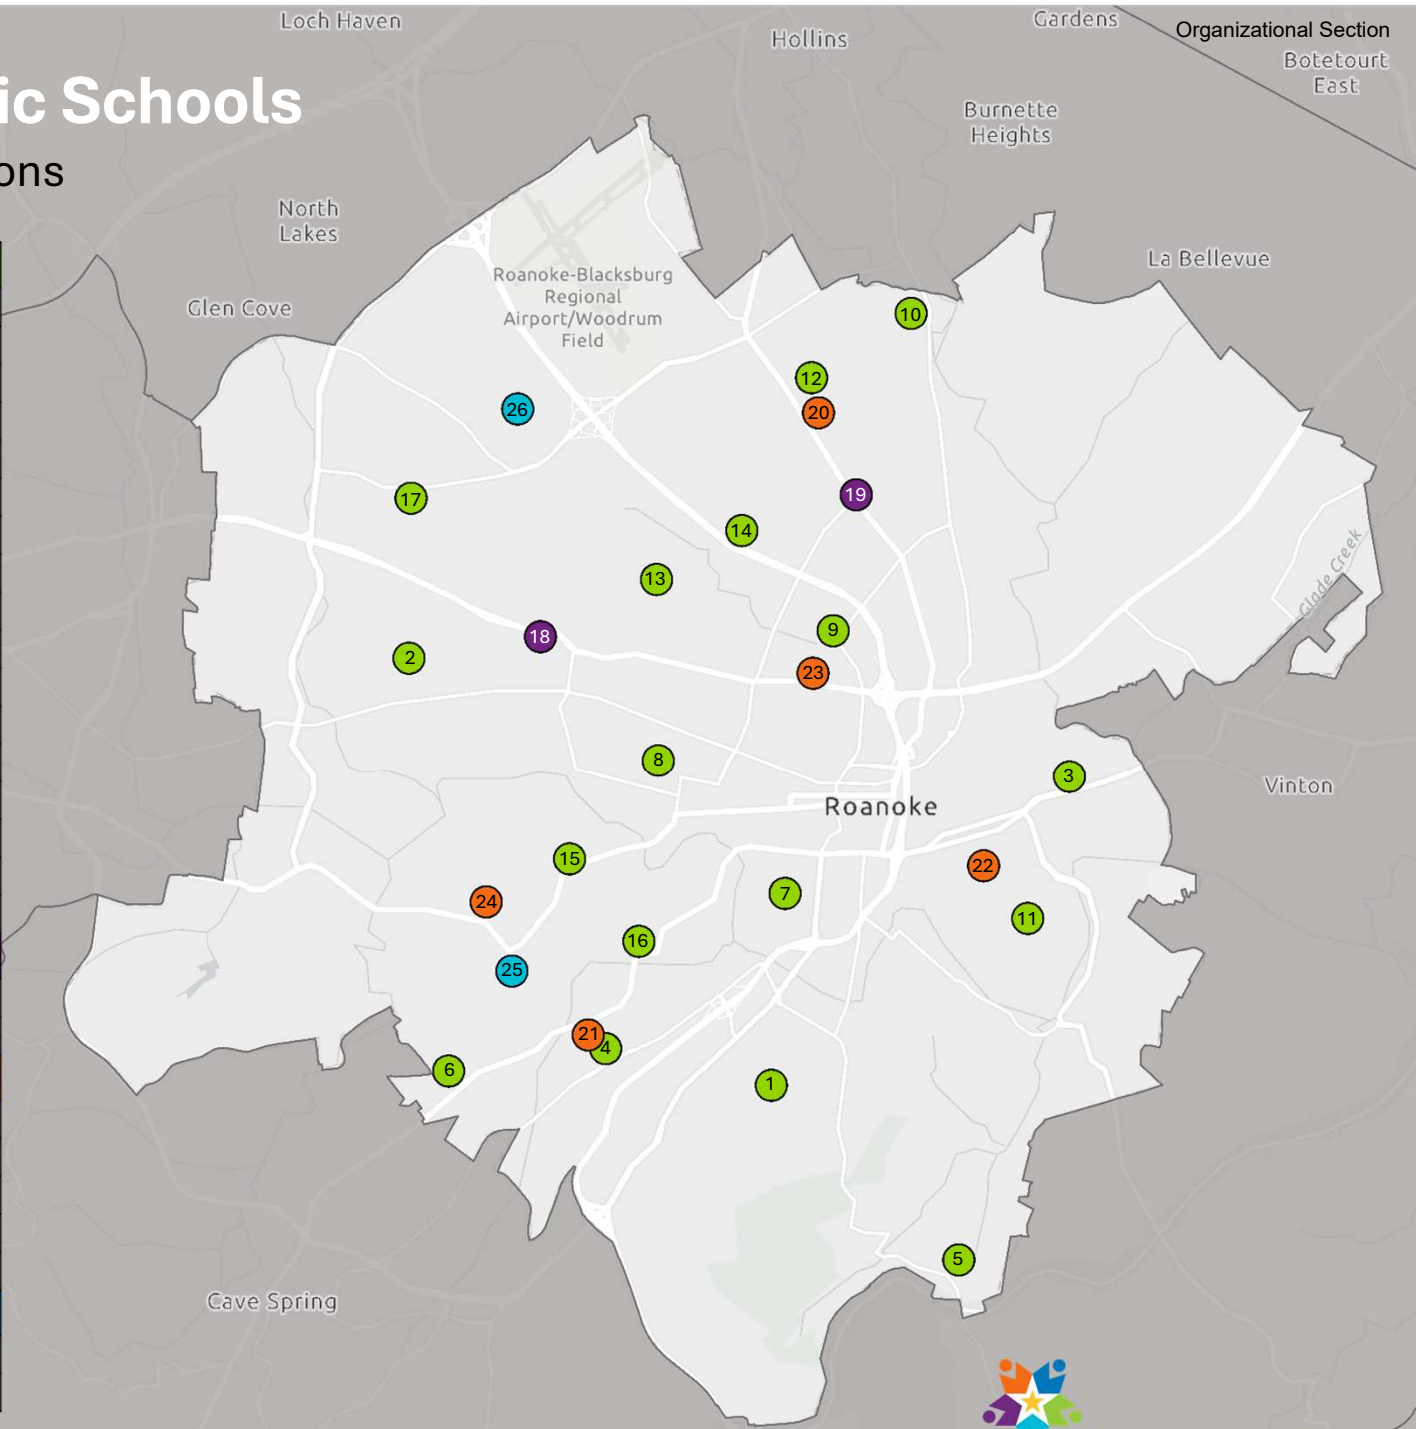 Loch Haven
Gardens
Organizational Section
Hollins
Botetourt
East
ic Schools
Burnette
Heights
ons
North
Lakes
La Bellevue
Roanoke-Blacksburg
Regional
Airport/Woodrum
Field
Glen Cove
10
12
26
20
17
19
14
Glade Creek
13
9
18
2
23
8
3
Vinton
Roanoke
15
22
24
7
11
16
25
21
4
6
1
5
Cave Spring